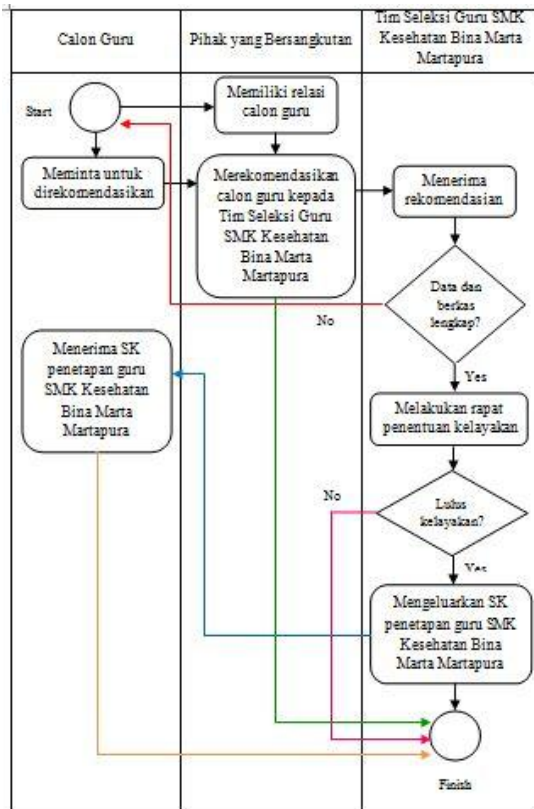 Calon Guru
Pihak yang Bersangkutan
Tim Seleksi Guru SMK
Kesehatan Bina Marta
Martapura
Start
Memiliki relasi
calon guru
Meminta untuk
direkomendasikan
Merekomendasikan
calon guru kepada
Tim Seleksi Guru
SMK Kesehatan
Bina Marta
Martapura
Menerima
rekomendasian
Data dan
berkas
lengkap?
No
Yes
Menerima SK
penetapan guru
SMK Kesehatan
Bina Marta
Martapura
Melakukan rapat
penentuan kelayakan
No
Lulus
kelayakan?
Yes
Mengeluarkan SK
penetapan guru SMK
Kesehatan Bina
Marta Martapura
Finish